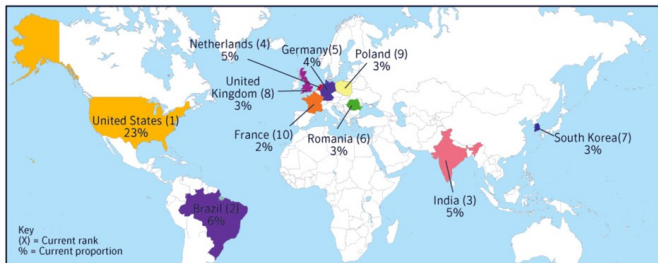 Netherlands (4)
5%
Germany(5)
4%
Poland (9)
3%
United
Kingdom (8)
3%
United States (1)
23%
France (10)
2%
Romania (6)
3%
South Korea(7)
3%
India (3)
5%
Brazil (2)
6%
Key
(X) = Current rank
% = Current proportion